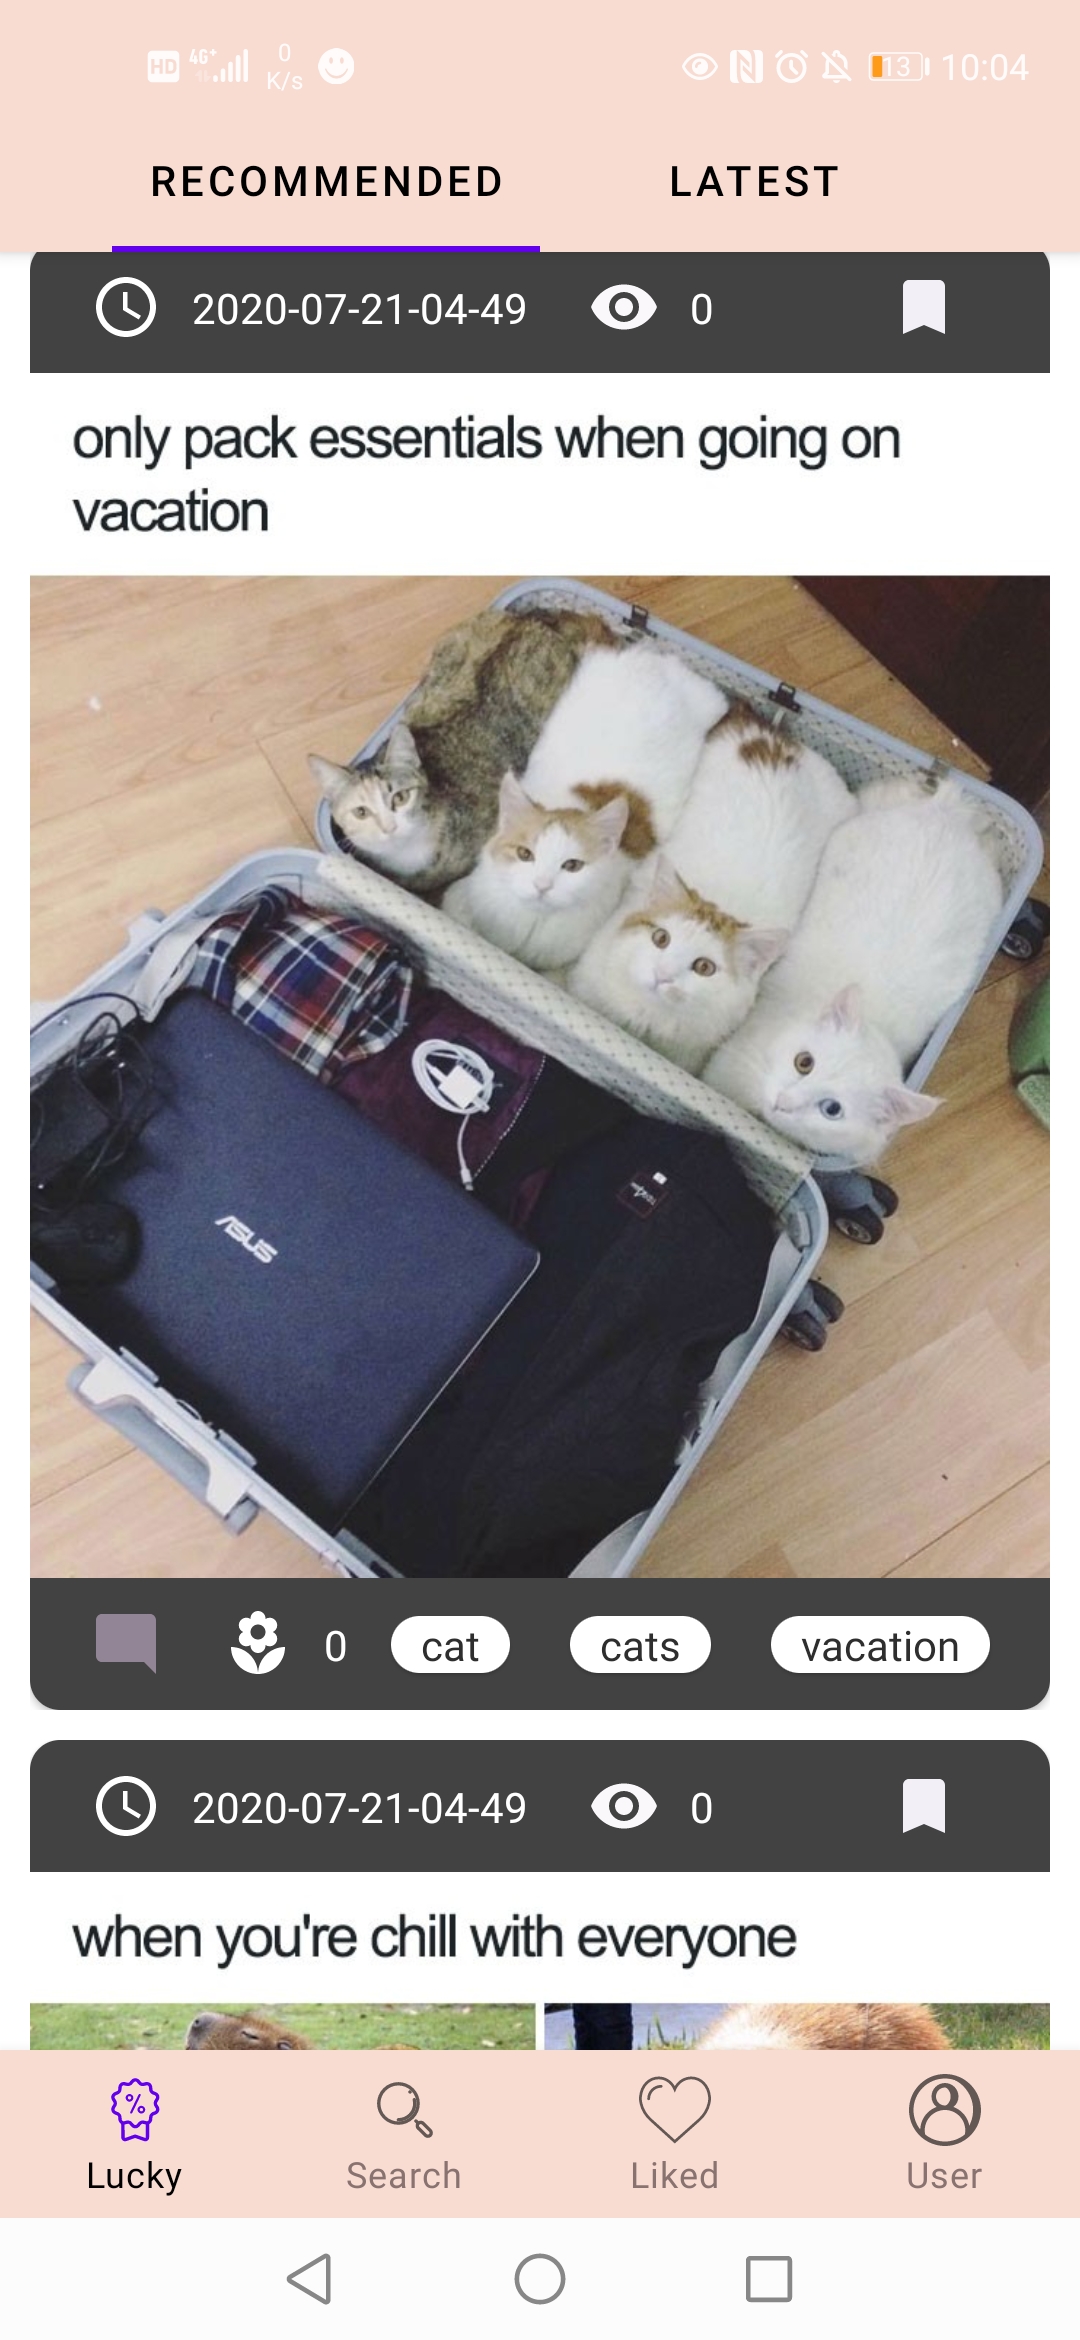 HD 4G+ 0 K/s 13 10:04
RECOMMENDED LATEST
2020-07-21-04-49 0
only pack essentials when going on
vacation
ASUS
0 cat cats vacation
2020-07-21-04-49 0
when you're chill with everyone
%
Lucky Search Liked User